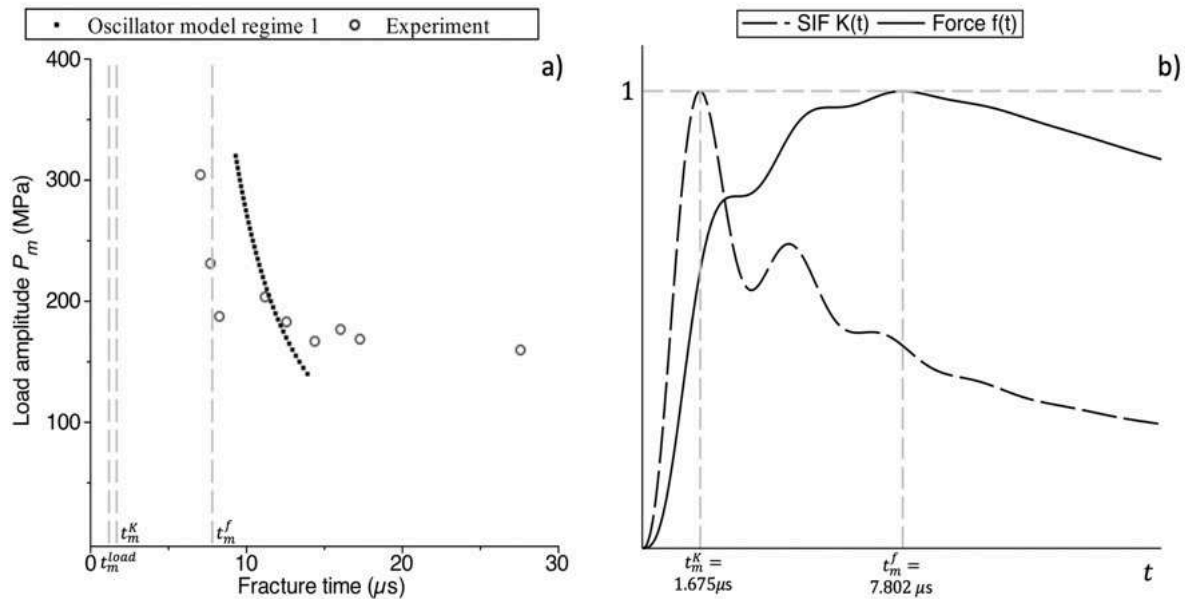 Oscillator model regime 1 Experiment
a)
400
300
200
100
0
10
20
30
Load amplitude P_m (MPa)
t_m^load
t_m^K
t_m^f
Fracture time (μs)
SIF K(t) Force f(t)
b)
1
t_m^K =
1.675μs
t_m^f =
7.802 μs
t